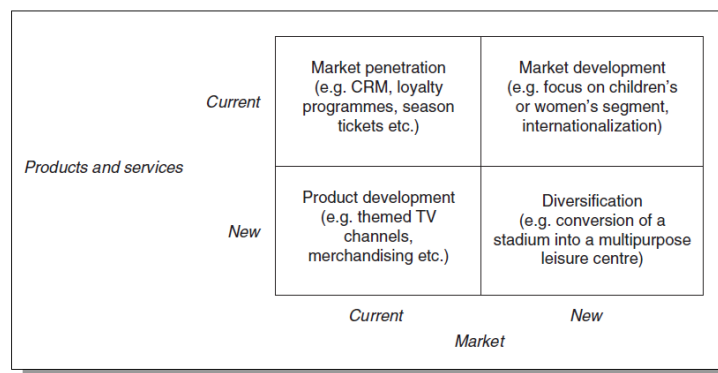 Market penetration
(e.g. CRM, loyalty
programmes, season
tickets etc.)
Market development
(e.g. focus on children's
or women's segment,
internationalization)
Current
Products and services
Product development
(e.g. themed TV
channels,
merchandising etc.)
Diversification
(e.g. conversion of a
stadium into a multipurpose
leisure centre)
New
Current
New
Market